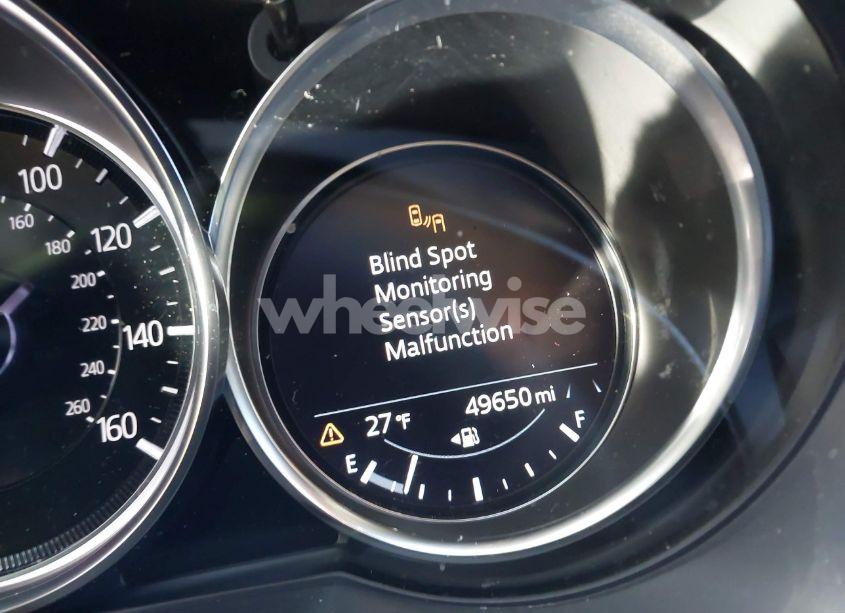 100
160
180
120
200
220
140
240
260
160
Blind Spot
Monitoring
Sensor(s)
Malfunction
wheelwise
27°F 49650 mi
E F